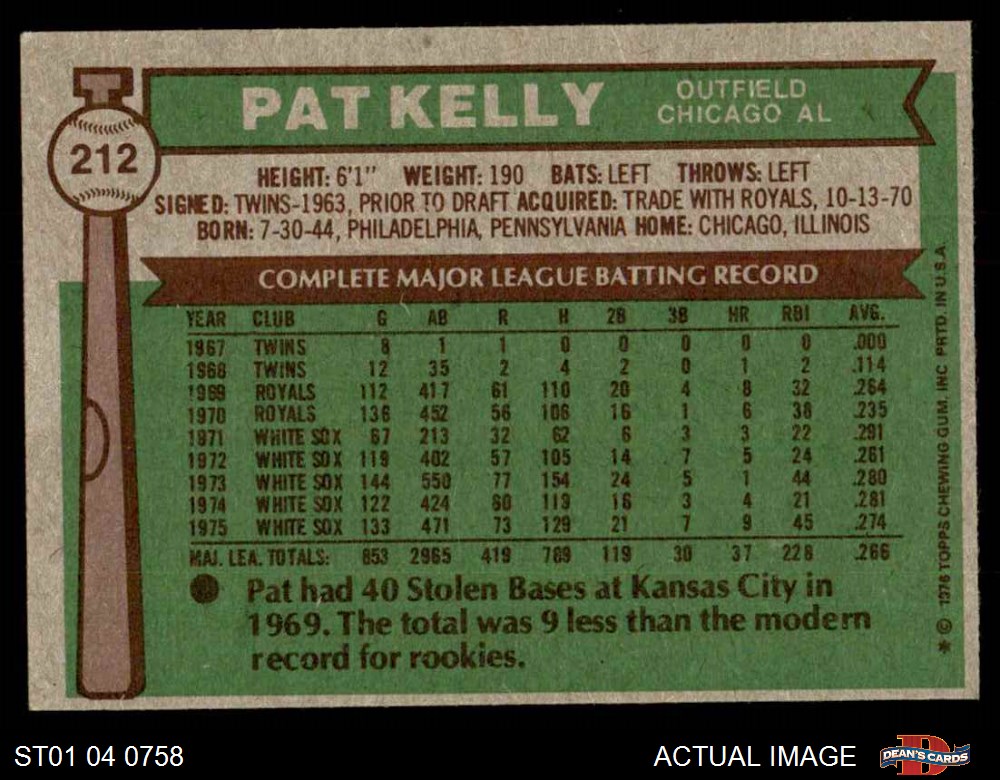 PAT KELLY
OUTFIELD
CHICAGO AL
212
HEIGHT: 6'1" WEIGHT: 190 BATS: LEFT THROWS: LEFT
SIGNED: TWINS-1963, PRIOR TO DRAFT ACQUIRED: TRADE WITH ROYALS, 10-13-70
BORN: 7-30-44, PHILADELPHIA, PENNSYLVANIA HOME: CHICAGO, ILLINOIS
COMPLETE MAJOR LEAGUE BATTING RECORD
YEAR CLUB G AB R H 2B 3B HR RBI AVG.
1967 TWINS 8 1 1 0 0 0 0 0 .000
1968 TWINS 12 35 2 4 2 0 1 2 .114
1969 ROYALS 112 417 61 110 20 4 8 32 .264
1970 ROYALS 136 452 56 106 16 1 6 38 .235
1971 WHITE SOX 67 213 32 62 6 3 3 22 .291
1972 WHITE SOX 119 402 57 105 14 7 5 24 .261
1973 WHITE SOX 144 550 77 154 24 5 1 44 .280
1974 WHITE SOX 122 424 60 119 16 3 4 21 .281
1975 WHITE SOX 133 471 73 129 21 7 9 45 .274
MAJ. LEA. TOTALS: 853 2965 419 789 119 30 37 228 .266
Pat had 40 Stolen Bases at Kansas City in
1969. The total was 9 less than the modern
record for rookies.
* © 1976 TOPPS CHEWING GUM, INC PRTD. IN U.S.A
ST01 04 0758
ACTUAL IMAGE
D
DEAN'S CARDS